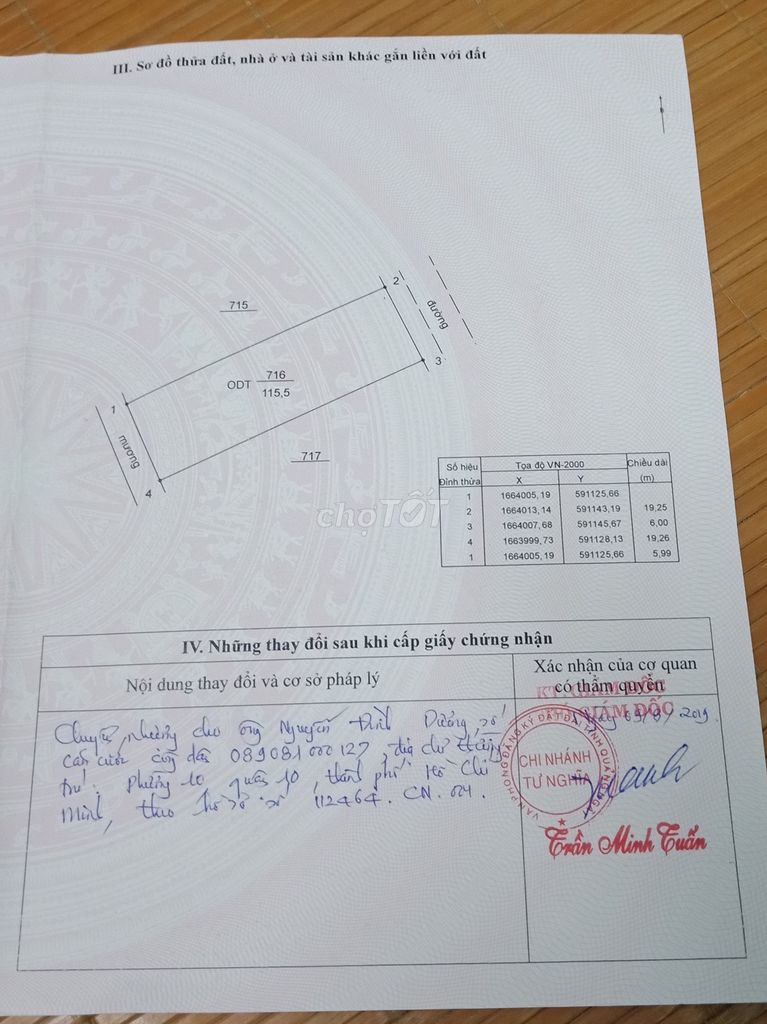 III. Sơ đồ thửa đất, nhà ở và tài sản khác gắn liền với đất
715
2
đường
ODT 716
115,5
3
1
mương
717
4
Số hiệu Đỉnh thửa Tọa độ VN-2000 Chiều dài (m)
X Y
1 1664005,19 591125,66
2 1664013,14 591143,19 19,25
3 1664007,68 591145,67 6,00
4 1663999,73 591128,13 19,26
1 1664005,19 591125,66 5,99
chợTỐT
IV. Những thay đổi sau khi cấp giấy chứng nhận
Nội dung thay đổi và cơ sở pháp lý
Xác nhận của cơ quan
có thẩm quyền
Chuyển nhượng cho ông Nguyễn Đình Dương, số
căn cước công dân 089081000127, địa chỉ thường
trú: Phường 10, quận 10, thành phố Hồ Chí
Minh, theo hồ sơ số 112464. CN. 024.
GIÁM ĐỐC
2019
VĂN PHÒNG ĐĂNG KÝ ĐẤT ĐAI TỈNH QUẢNG NGÃI
CHI NHÁNH
TƯ NGHĨA
Trần Minh Tuấn